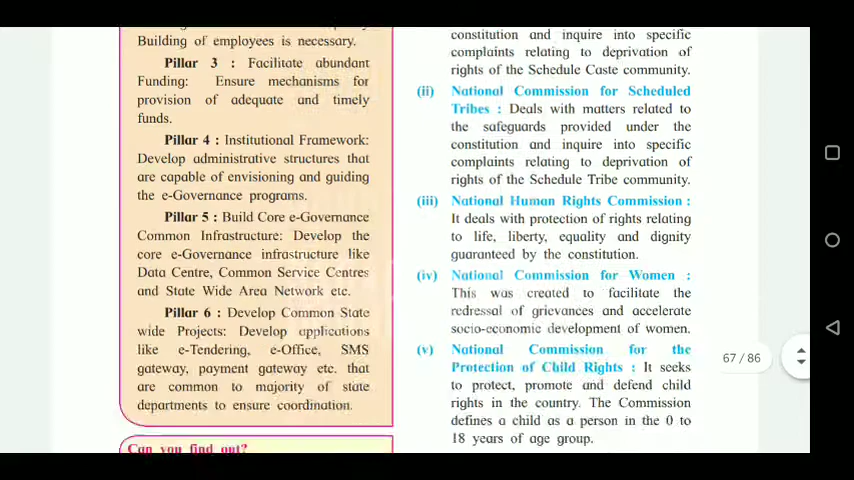 Building of employees is necessary.
Pillar 3 : Facilitate abundant
Funding: Ensure mechanisms for
provision of adequate and timely
funds.
Pillar 4 : Institutional Framework:
Develop administrative structures that
are capable of envisioning and guiding
the e-Governance programs.
Pillar 5 : Build Core e-Governance
Common Infrastructure: Develop the
core e-Governance infrastructure like
Data Centre, Common Service Centres
and State Wide Area Network etc.
Pillar 6 : Develop Common State
wide Projects: Develop applications
like e-Tendering, e-Office, SMS
gateway, payment gateway etc. that
are common to majority of state
departments to ensure coordination.
Can you find out?
constitution and inquire into specific
complaints relating to deprivation of
rights of the Schedule Caste community.
(ii) National Commission for Scheduled
Tribes : Deals with matters related to
the safeguards provided under the
constitution and inquire into specific
complaints relating to deprivation of
rights of the Schedule Tribe community.
(iii) National Human Rights Commission :
It deals with protection of rights relating
to life, liberty, equality and dignity
guaranteed by the constitution.
(iv) National Commission for Women :
This was created to facilitate the
redressal of grievances and accelerate
socio-economic development of women.
(v) National Commission for the
Protection of Child Rights : It seeks
to protect, promote and defend child
rights in the country. The Commission
defines a child as a person in the 0 to
18 years of age group.
67 / 86